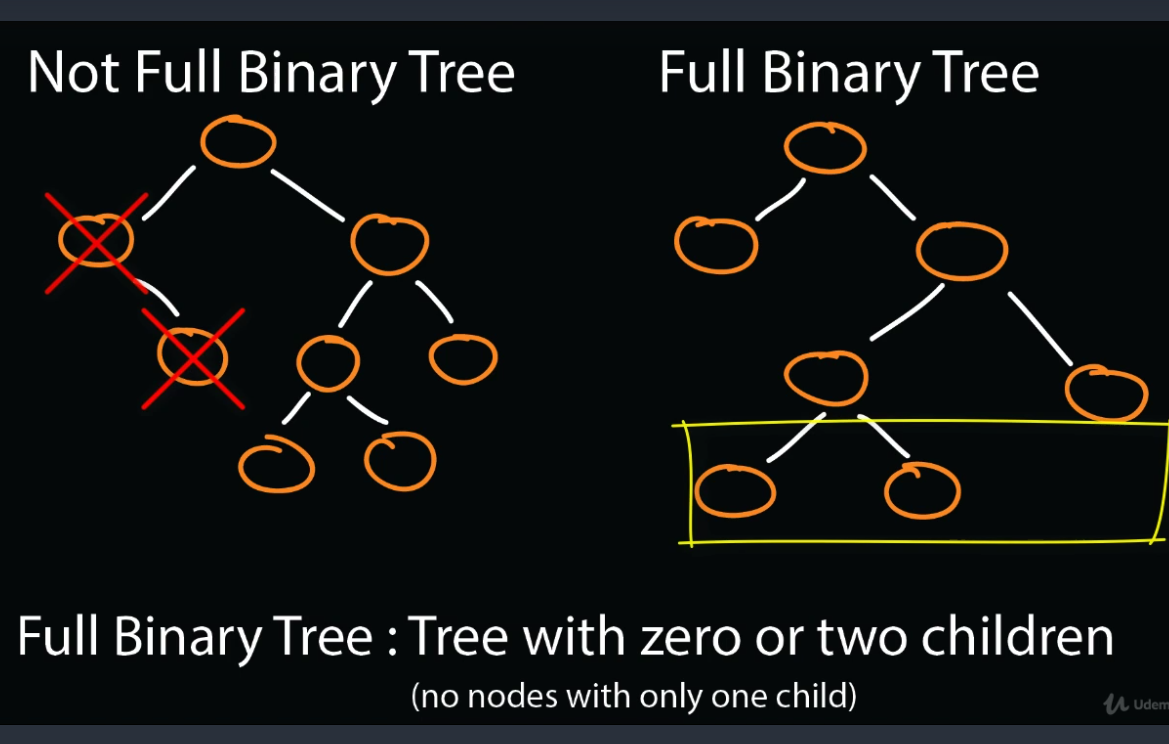 Not Full Binary Tree
Full Binary Tree
Full Binary Tree : Tree with zero or two children
(no nodes with only one child)
Udem